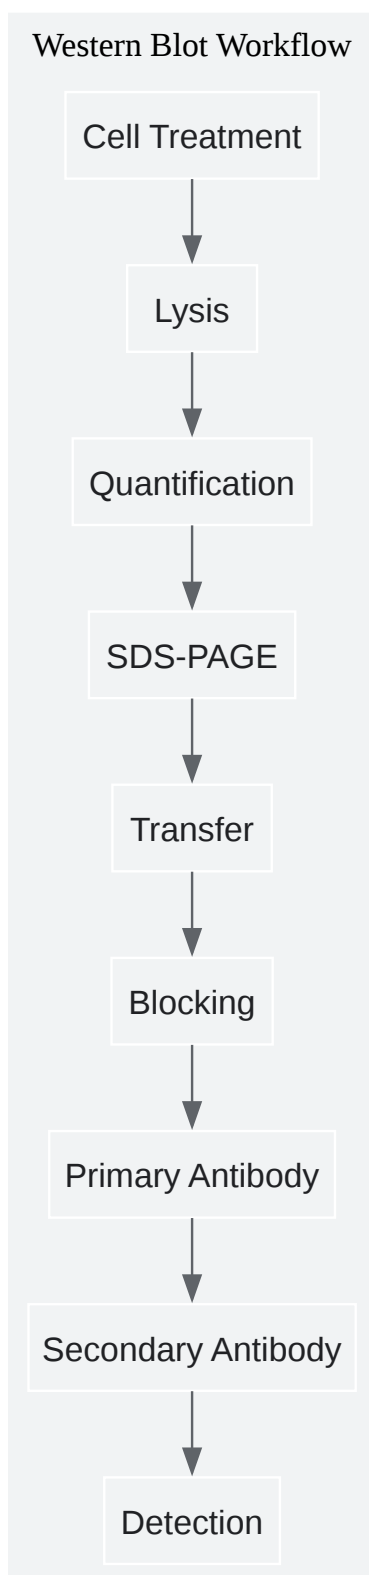 Western Blot Workflow
Cell Treatment
Lysis
Quantification
SDS-PAGE
Transfer
Blocking
Primary Antibody
Secondary Antibody
Detection